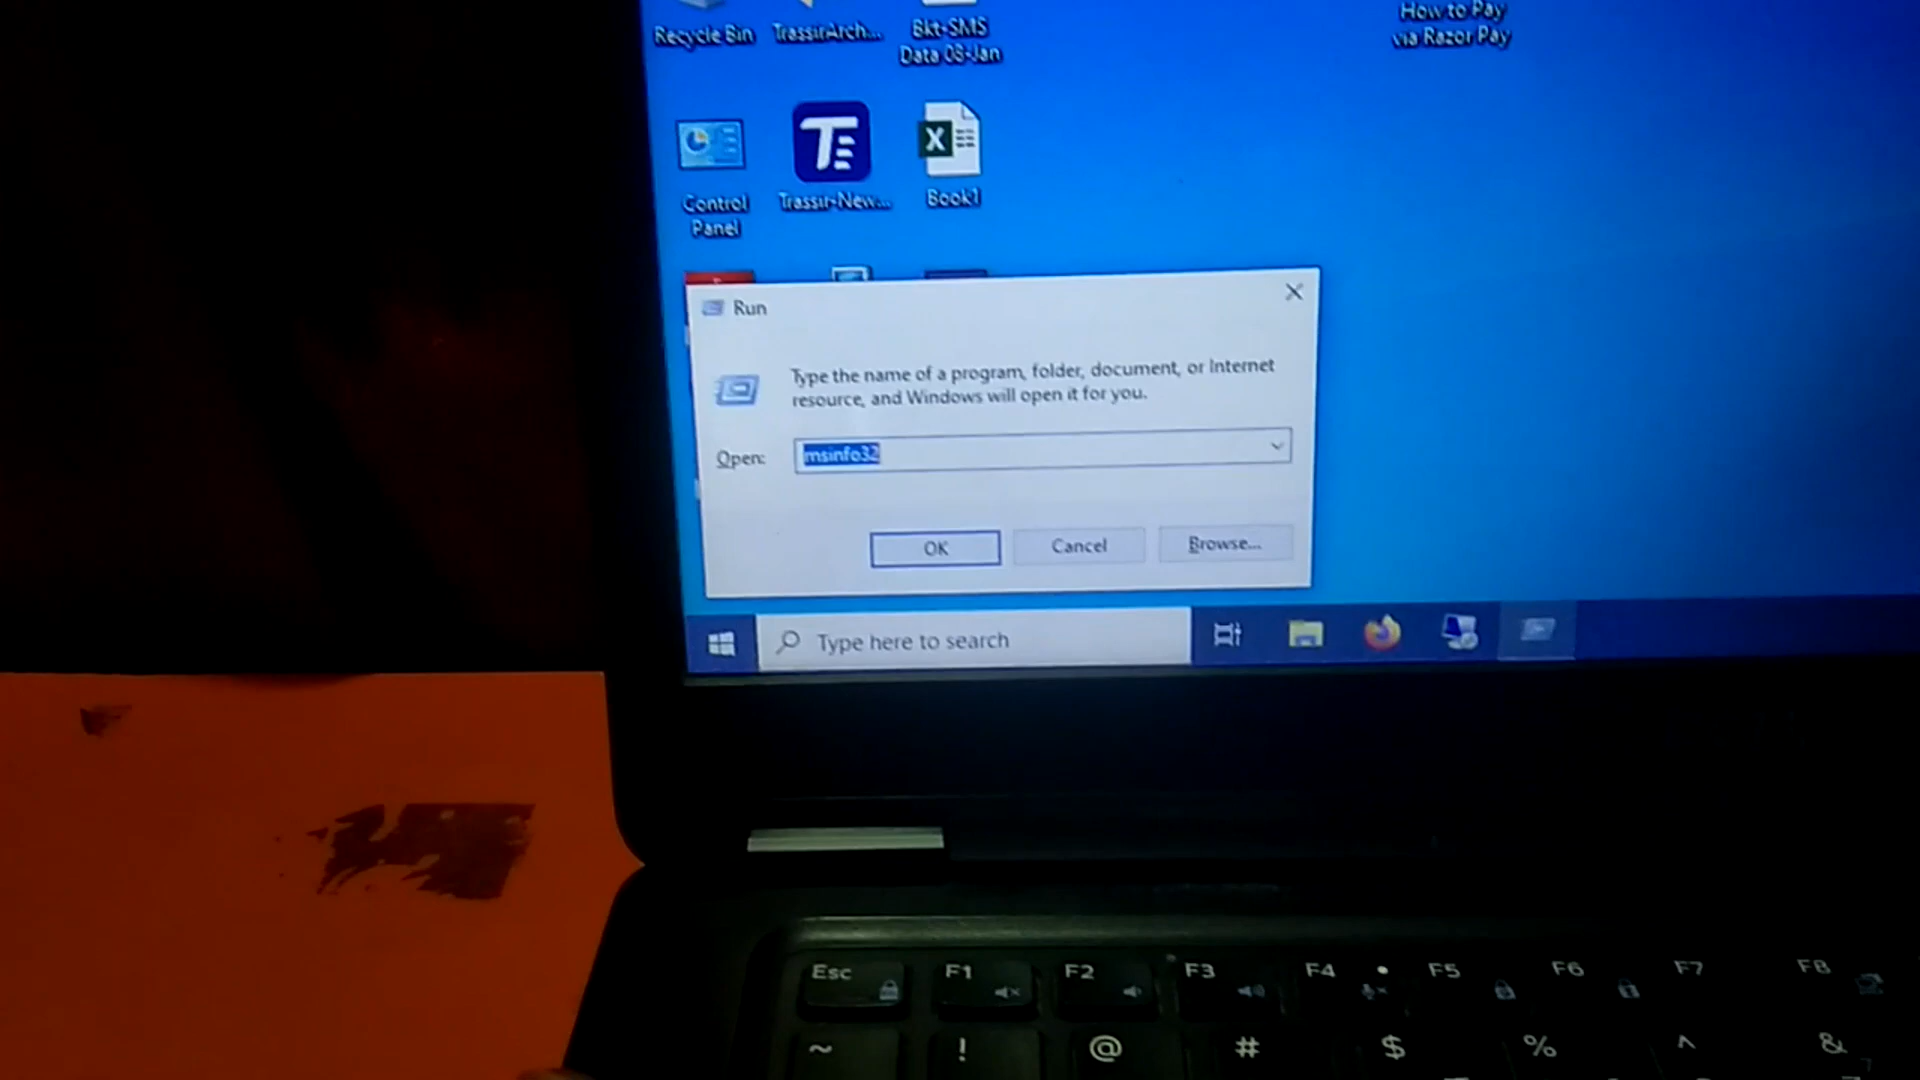 Recycle Bin
TrassirArch...
Bkt-SMS
Data 08-Jan
How to Pay
via Razor Pay
Control
Panel
Trassir-New...
Book1
Run
Type the name of a program, folder, document, or Internet
resource, and Windows will open it for you.
Open:
msinfo32
OK
Cancel
Browse...
Type here to search
Esc
F1
F2
F3
F4
F5
F6
F7
F8
~
!
@
#
$
%
^
&